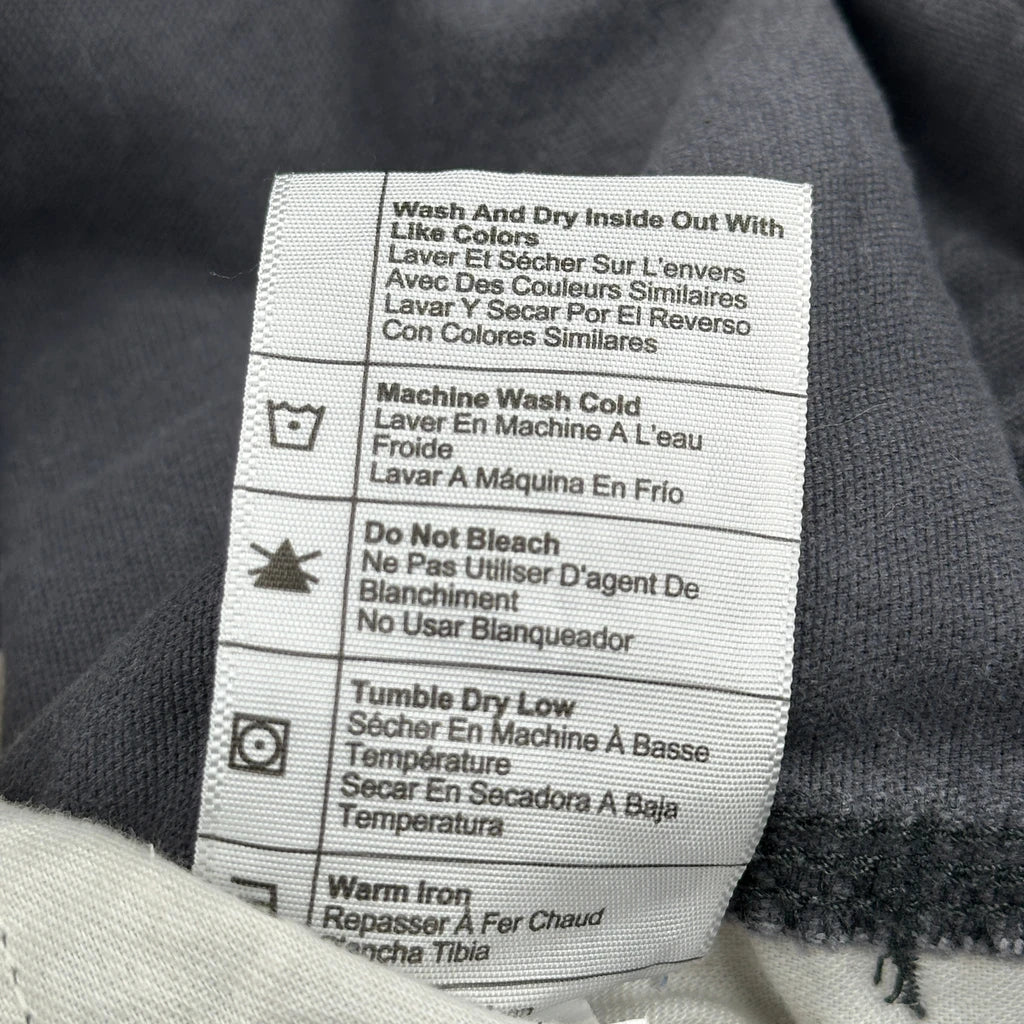 Wash And Dry Inside Out With
Like Colors
Laver Et Sécher Sur L'envers
Avec Des Couleurs Similaires
Lavar Y Secar Por El Reverso
Con Colores Similares
Machine Wash Cold
Laver En Machine A L'eau
Froide
Lavar A Máquina En Frío
Do Not Bleach
Ne Pas Utiliser D'agent De
Blanchiment
No Usar Blanqueador
Tumble Dry Low
Sécher En Machine À Basse
Température
Secar En Secadora A Baja
Temperatura
Warm Iron
Repasser À Fer Chaud
Tibia